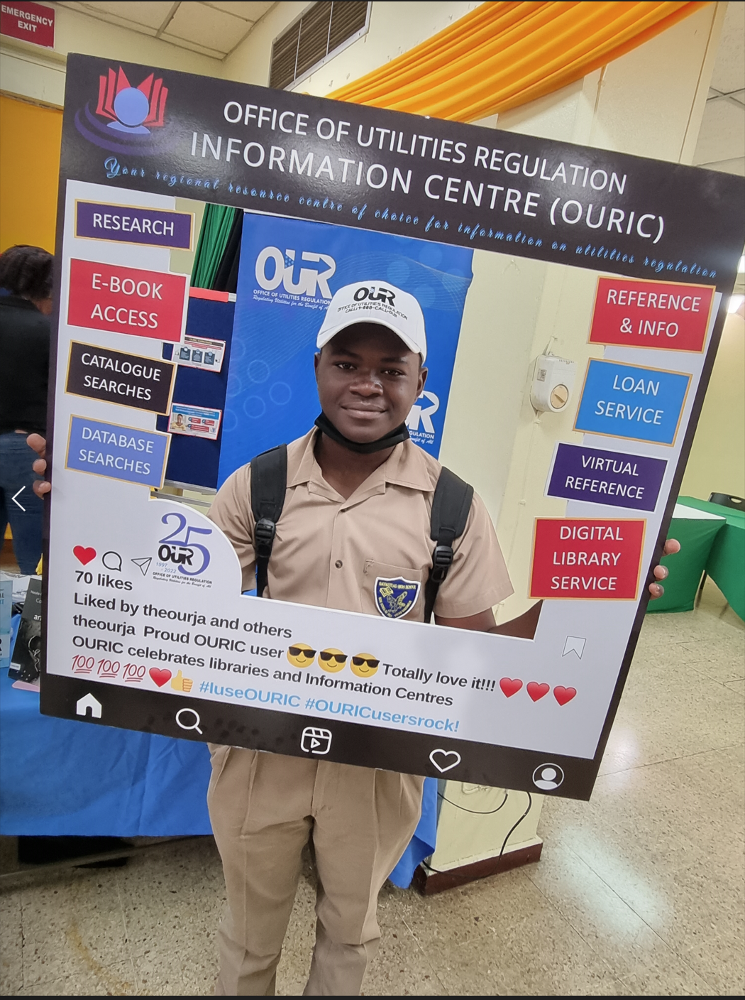 EMERGENCY
EXIT
OFFICE OF UTILITIES REGULATION
INFORMATION CENTRE (OURIC)
Your regional resource centre of choice for information on utilities regulation
RESEARCH
E-BOOK
ACCESS
CATALOGUE
SEARCHES
DATABASE
SEARCHES
OUR
OFFICE OF UTILITIES REGULATION
Regulating Utilities for the Benefit of All
OUR
OFFICE OF UTILITIES REGULATION
CALL: 1-888-CALL-OUR
REFERENCE
& INFO
LOAN
SERVICE
VIRTUAL
REFERENCE
DIGITAL
LIBRARY
SERVICE
25
OUR
1997
- 2022
OFFICE OF UTILITIES REGULATION
Regulating Utilities for the Benefit of All
70 likes
Liked by theourja and others
theourja Proud OURIC user 😎😎😎 Totally love it!!! ❤️❤️❤️
OURIC celebrates libraries and Information Centres
💯💯💯❤️👍 #IuseOURIC #OURICusersrock!